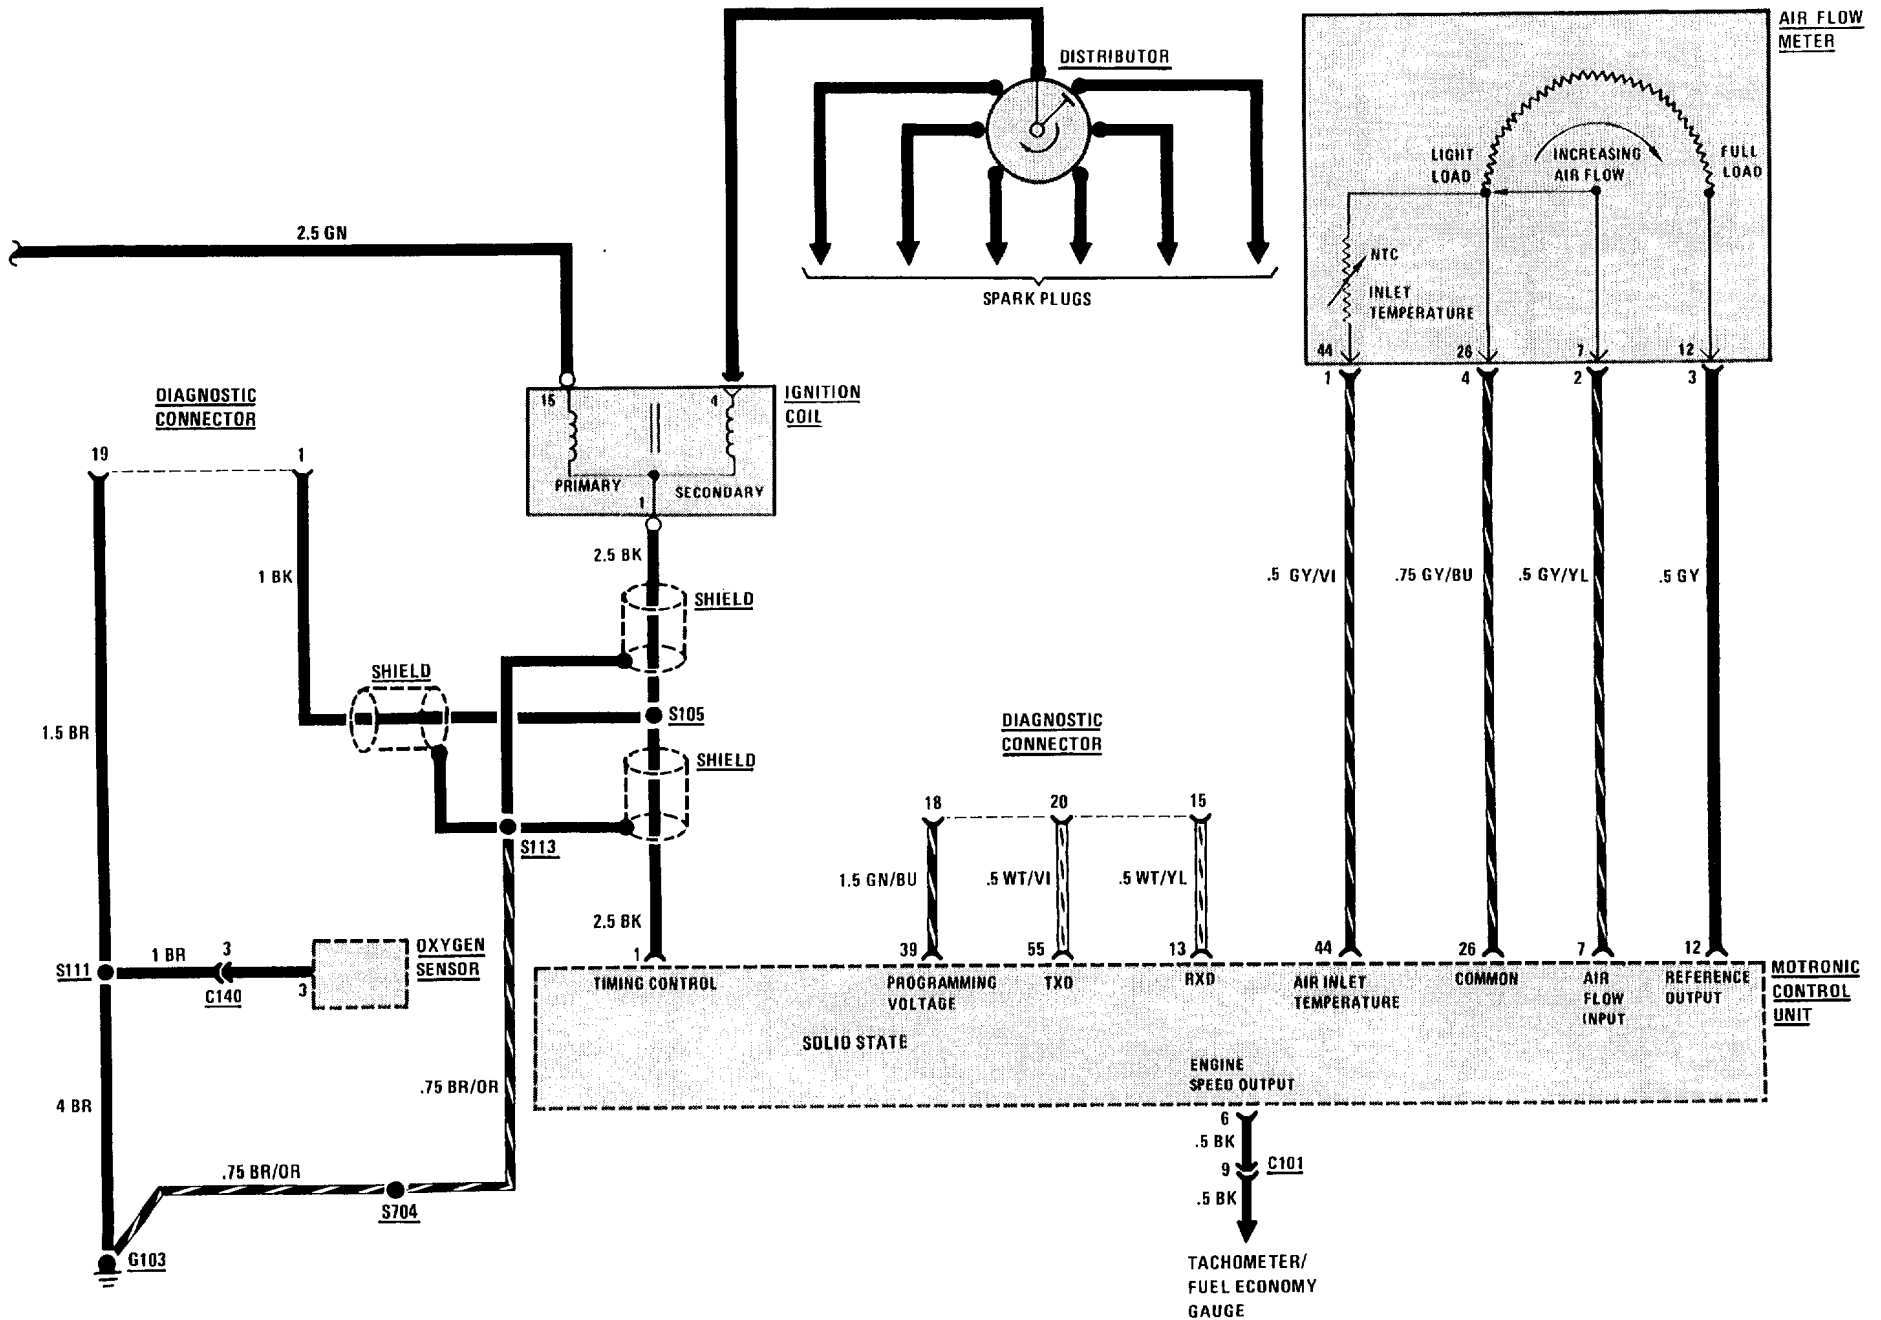 AIR FLOW
METER
DISTRIBUTOR
LIGHT
LOAD
INCREASING
AIR FLOW
FULL
LOAD
2.5 GN
NTC
INLET
TEMPERATURE
SPARK PLUGS
44
26
7
12
1
4
2
3
DIAGNOSTIC
CONNECTOR
15
4
IGNITION
COIL
19
1
PRIMARY
SECONDARY
1
2.5 BK
1 BK
SHIELD
.5 GY/VI
.75 GY/BU
.5 GY/YL
.5 GY
SHIELD
1.5 BR
S105
DIAGNOSTIC
CONNECTOR
SHIELD
18
20
15
S113
1.5 GN/BU
.5 WT/VI
.5 WT/YL
2.5 BK
1
39
55
13
44
26
7
12
S111
1 BR
3
C140
3
OXYGEN
SENSOR
TIMING CONTROL
PROGRAMMING
VOLTAGE
TXD
RXD
AIR INLET
TEMPERATURE
COMMON
AIR
FLOW
INPUT
REFERENCE
OUTPUT
MOTRONIC
CONTROL
UNIT
SOLID STATE
ENGINE
SPEED OUTPUT
.75 BR/OR
4 BR
6
.5 BK
9
C101
.5 BK
.75 BR/OR
S704
G103
TACHOMETER/
FUEL ECONOMY
GAUGE